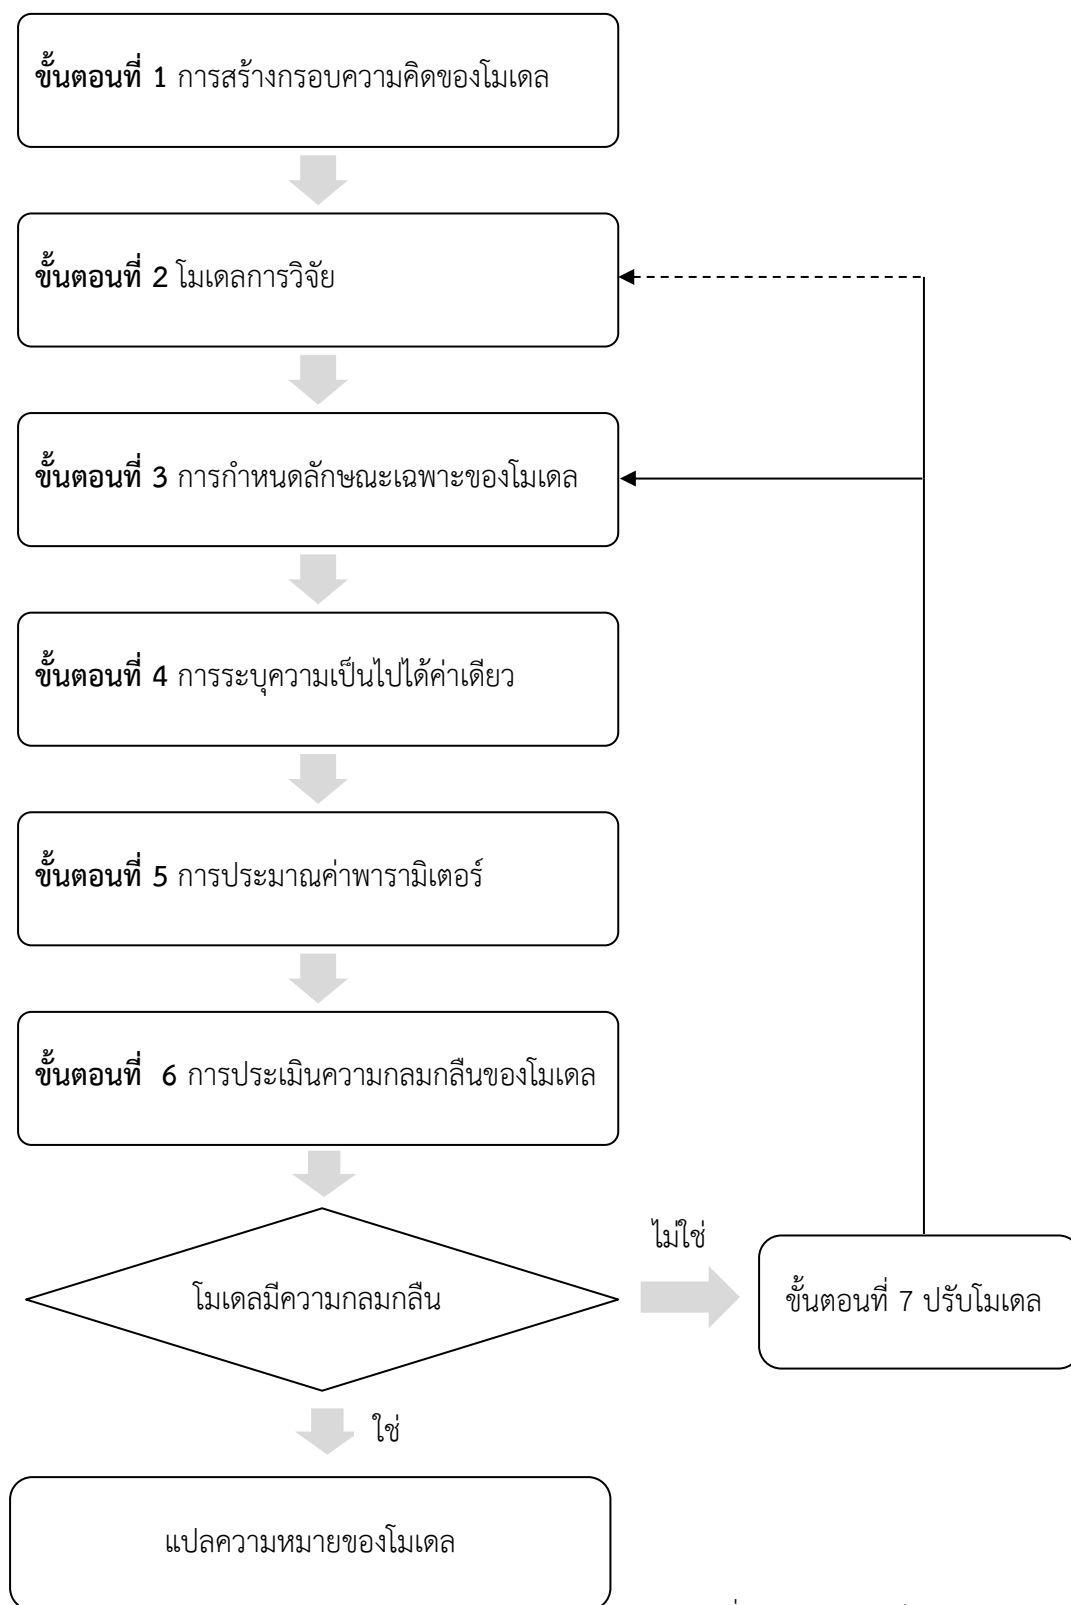 ขั้นตอนที่ 1 การสร้างกรอบความคิดของโมเดล
ขั้นตอนที่ 2 โมเดลการวิจัย
ขั้นตอนที่ 3 การกำหนดลักษณะเฉพาะของโมเดล
ขั้นตอนที่ 4 การระบุความเป็นไปได้ค่าเดียว
ขั้นตอนที่ 5 การประมาณค่าพารามิเตอร์
ขั้นตอนที่ 6 การประเมินความกลมกลืนของโมเดล
โมเดลมีความกลมกลืน
ไม่ใช่
ขั้นตอนที่ 7 ปรับโมเดล
ใช่
แปลความหมายของโมเดล